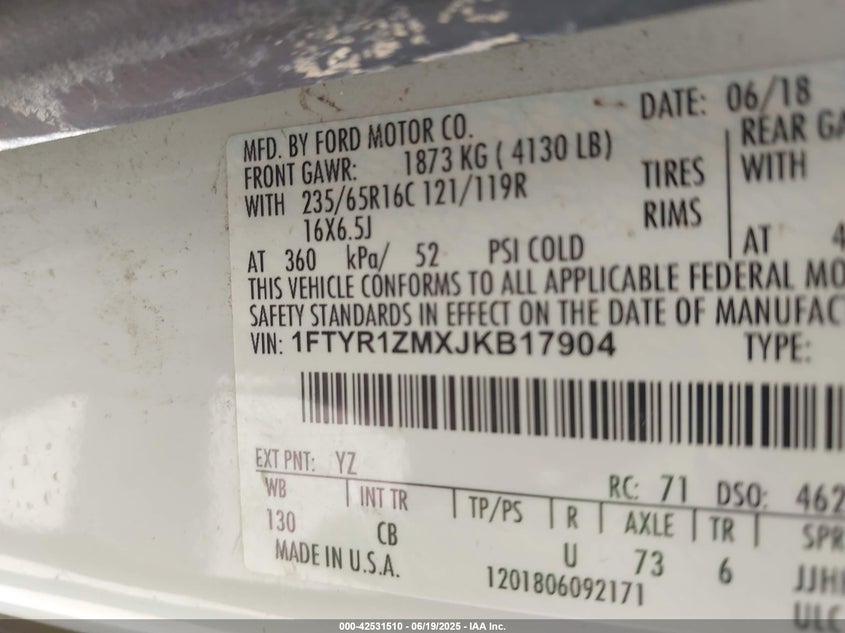 DATE: 06/18
MFD. BY FORD MOTOR CO.
FRONT GAWR: 1873 KG ( 4130 LB)
REAR
WITH 235/65R16C 121/119R TIRES
WITH
16X6.5J RIMS
AT 360 kPa/ 52 PSI COLD
AT 4
THIS VEHICLE CONFORMS TO ALL APPLICABLE FEDERAL
SAFETY STANDARDS IN EFFECT ON THE DATE OF
VIN: 1FTYR1ZMXJKB17904 TYPE:
EXT PNT: YZ RC: 71 DSO: 462
WB INT TR TP/PS R AXLE TR SPR
130 CB U 73 6
MADE IN U.S.A. 1201806092171
000-42531510 - 06/19/2025 - IAA Inc.